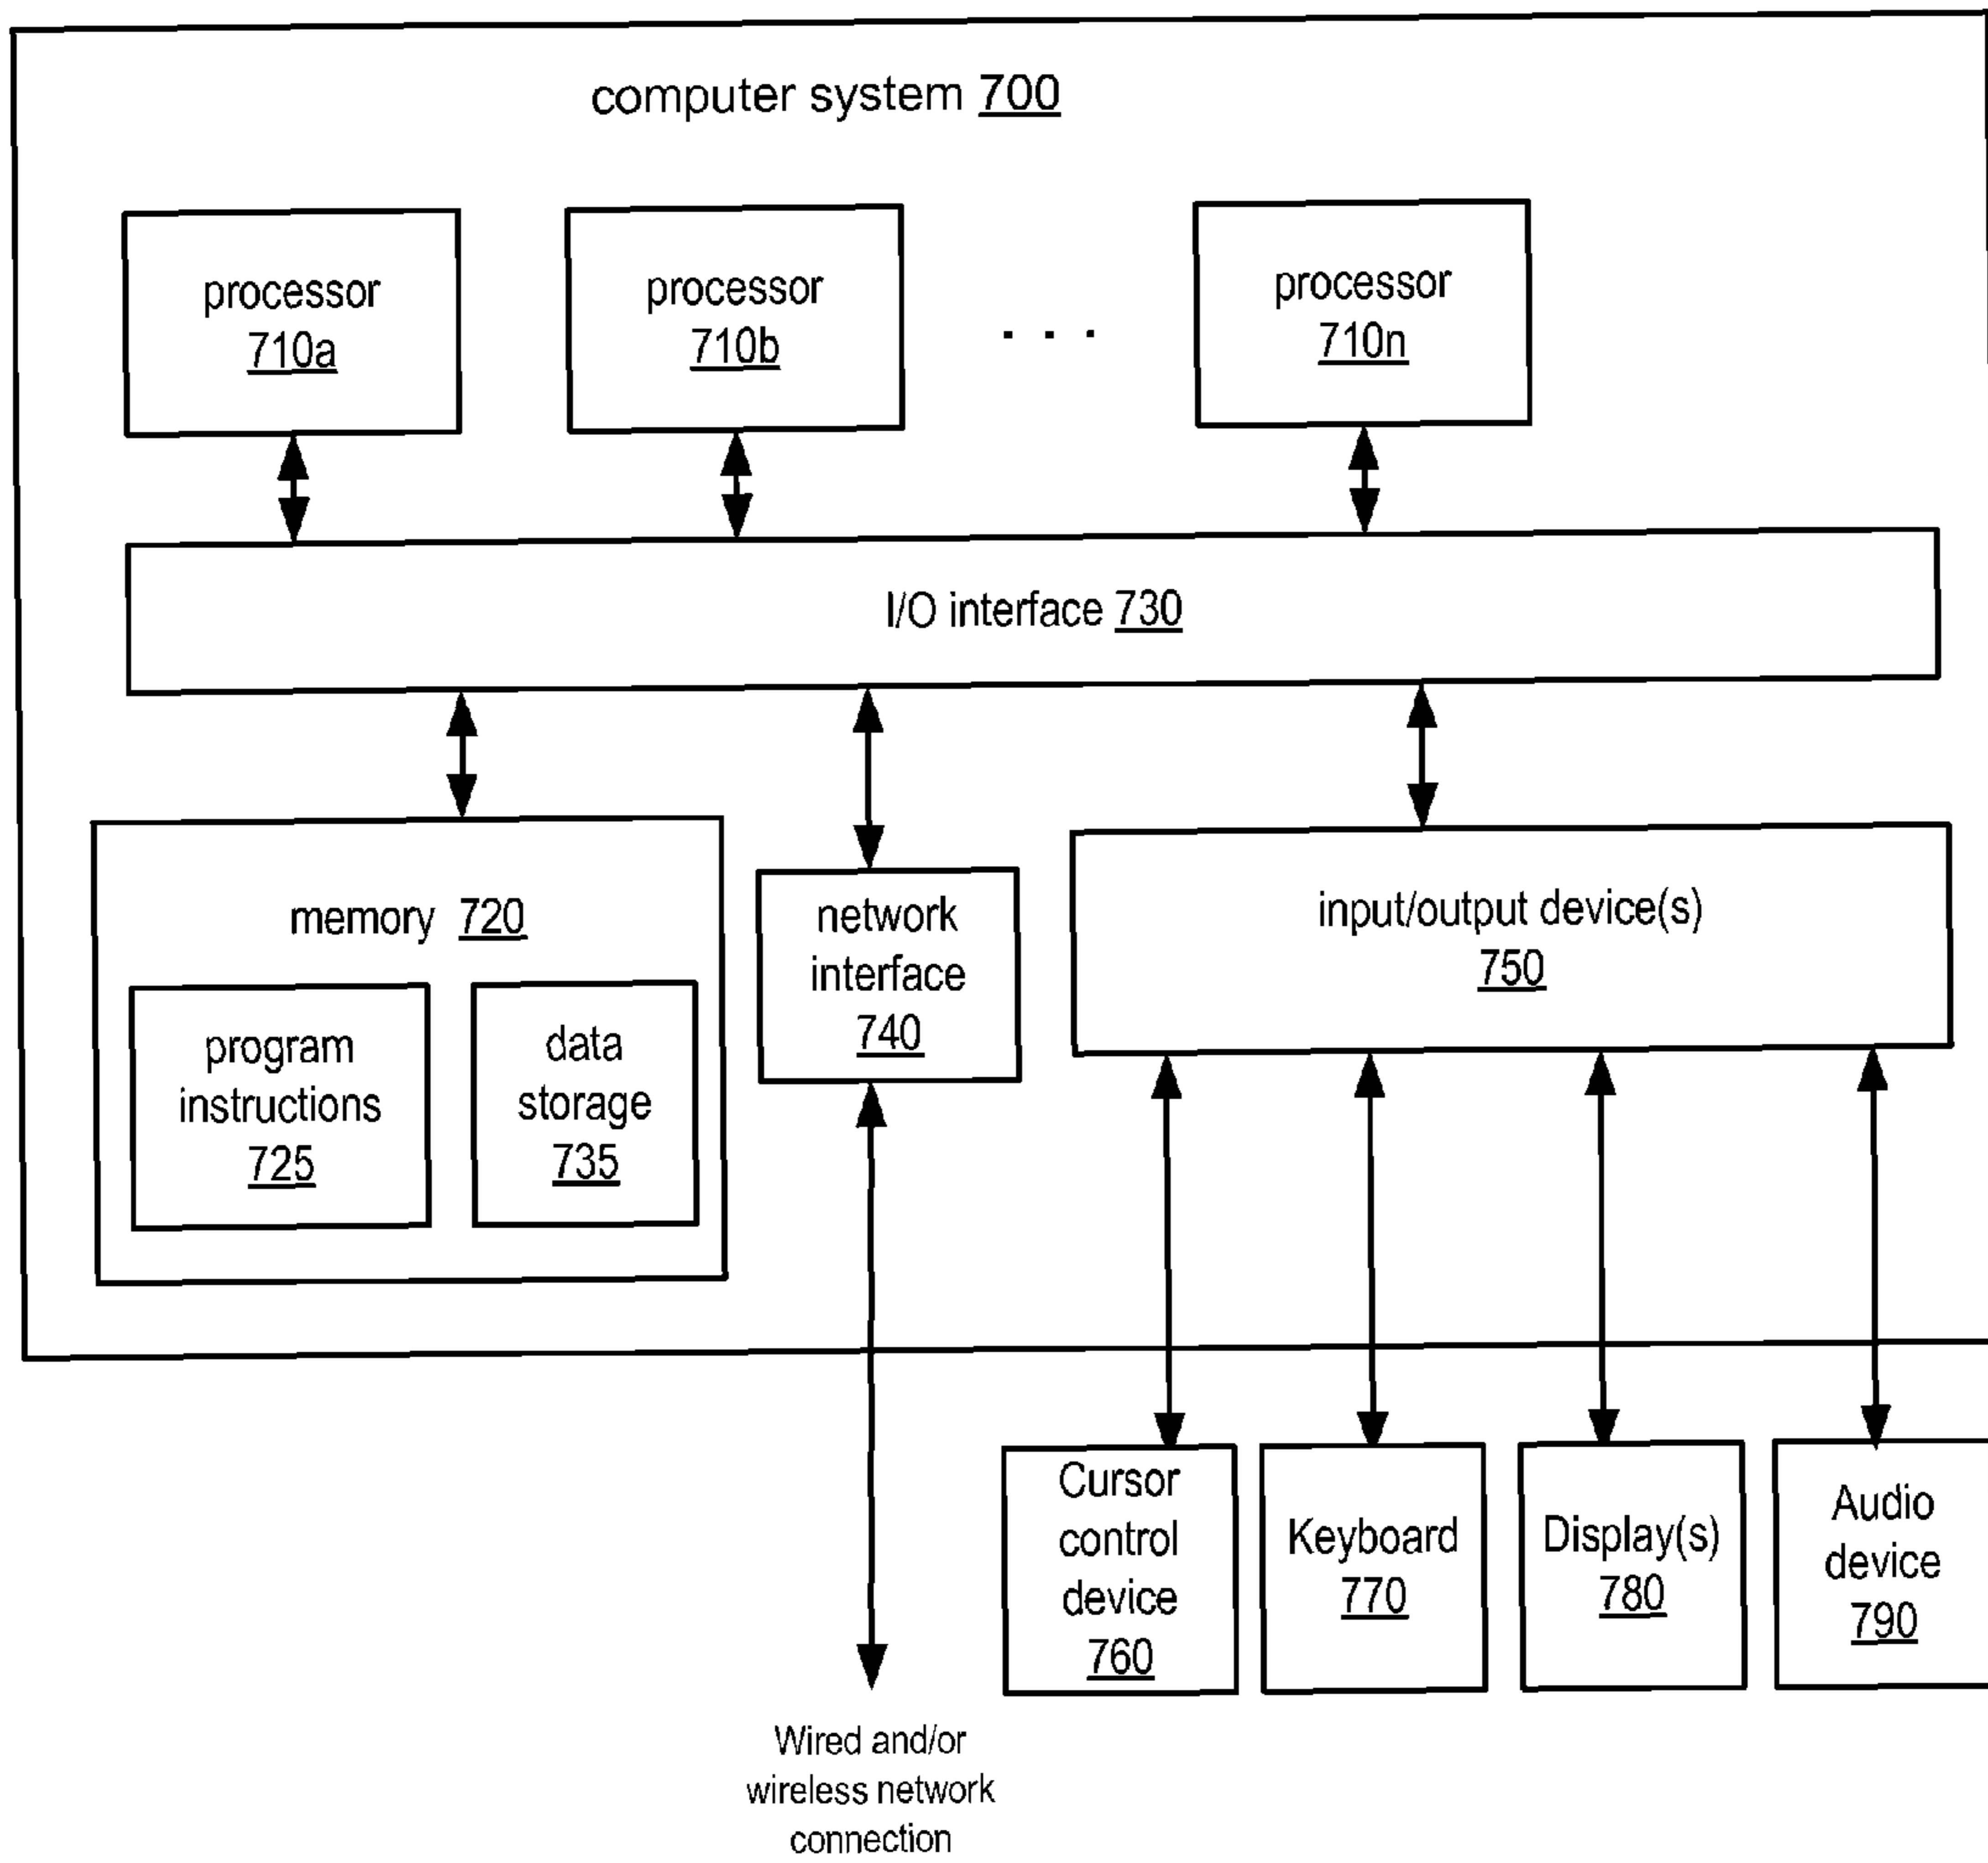 computer system 700
processor
710a
processor
710b
. . .
processor
710n
I/O interface 730
memory 720
program
instructions
725
data
storage
735
network
interface
740
input/output device(s)
750
Cursor
control
device
760
Keyboard
770
Display(s)
780
Audio
device
790
Wired and/or
wireless network
connection